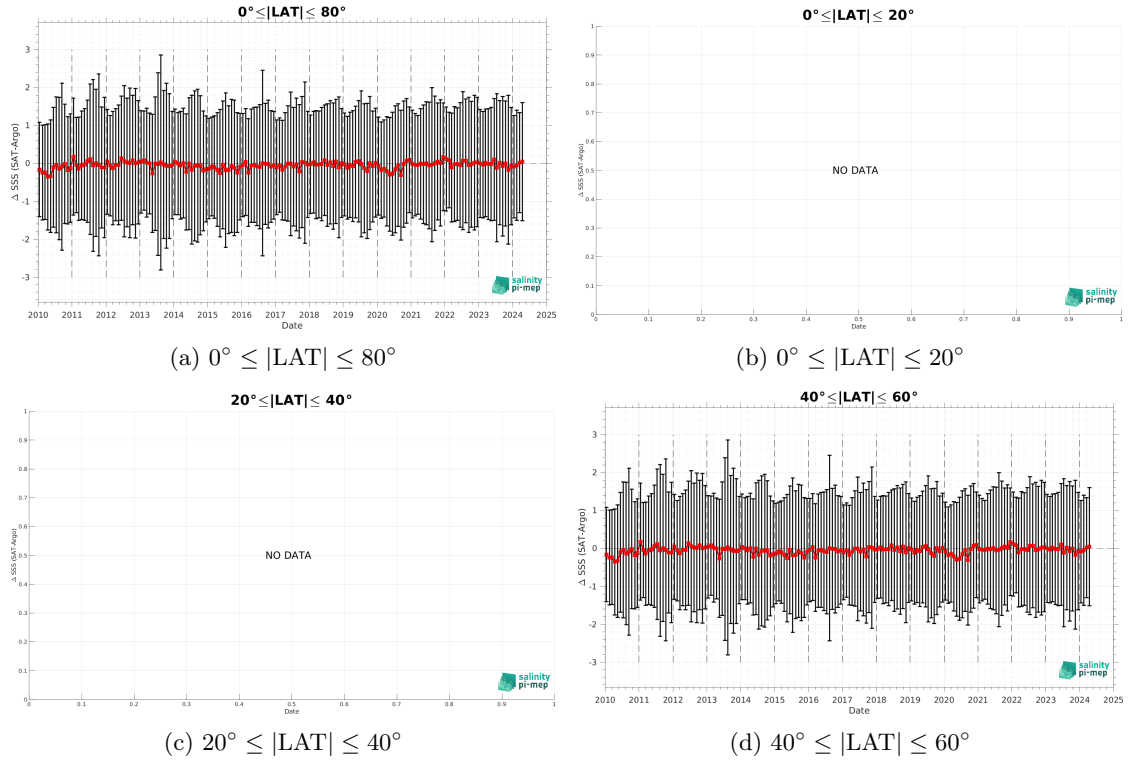 0°≤|LAT|≤ 80°
3
2
1
0
-1
-2
-3
Δ SSS (SAT-Argo)
2010 2011 2012 2013 2014 2015 2016 2017 2018 2019 2020 2021 2022 2023 2024 2025
Date
salinity
pi-mep
(a) 0° ≤ |LAT| ≤ 80°
0°≤|LAT|≤ 20°
1
0.9
0.8
0.7
0.6
0.5
0.4
0.3
0.2
0.1
0
Δ SSS (SAT-Argo)
NO DATA
0 0.1 0.2 0.3 0.4 0.5 0.6 0.7 0.8 0.9 1
Date
salinity
pi-mep
(b) 0° ≤ |LAT| ≤ 20°
20°≤|LAT|≤ 40°
1
0.9
0.8
0.7
0.6
0.5
0.4
0.3
0.2
0.1
0
Δ SSS (SAT-Argo)
NO DATA
0 0.1 0.2 0.3 0.4 0.5 0.6 0.7 0.8 0.9 1
Date
salinity
pi-mep
(c) 20° ≤ |LAT| ≤ 40°
40°≤|LAT|≤ 60°
3
2
1
0
-1
-2
-3
Δ SSS (SAT-Argo)
2010 2011 2012 2013 2014 2015 2016 2017 2018 2019 2020 2021 2022 2023 2024 2025
Date
salinity
pi-mep
(d) 40° ≤ |LAT| ≤ 60°